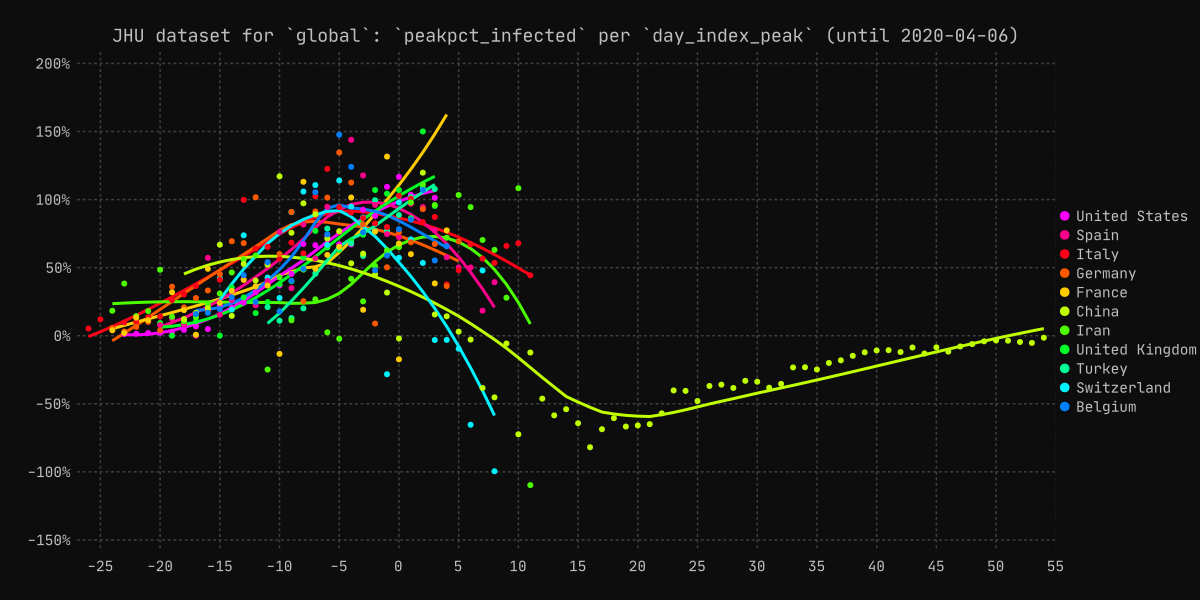 JHU dataset for `global`: `peakpct_infected` per `day_index_peak` (until 2020-04-06)
200%
150%
100%
50%
0%
-50%
-100%
-150%
-25 -20 -15 -10 -5 0 5 10 15 20 25 30 35 40 45 50 55
United States
Spain
Italy
Germany
France
China
Iran
United Kingdom
Turkey
Switzerland
Belgium